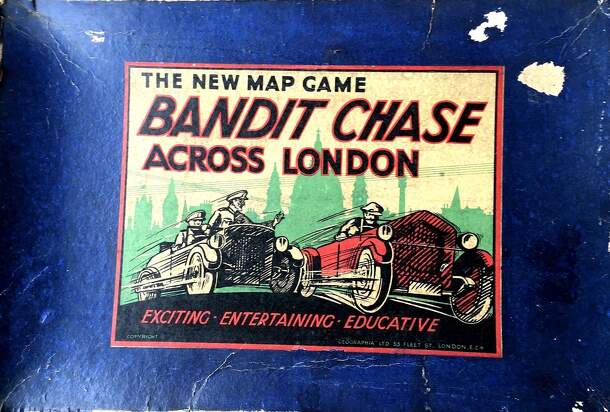 THE NEW MAP GAME
BANDIT CHASE
ACROSS LONDON
EXCITING · ENTERTAINING · EDUCATIVE
COPYRIGHT
"GEOGRAPHIA" LTD 55 FLEET ST., LONDON, E.C.4